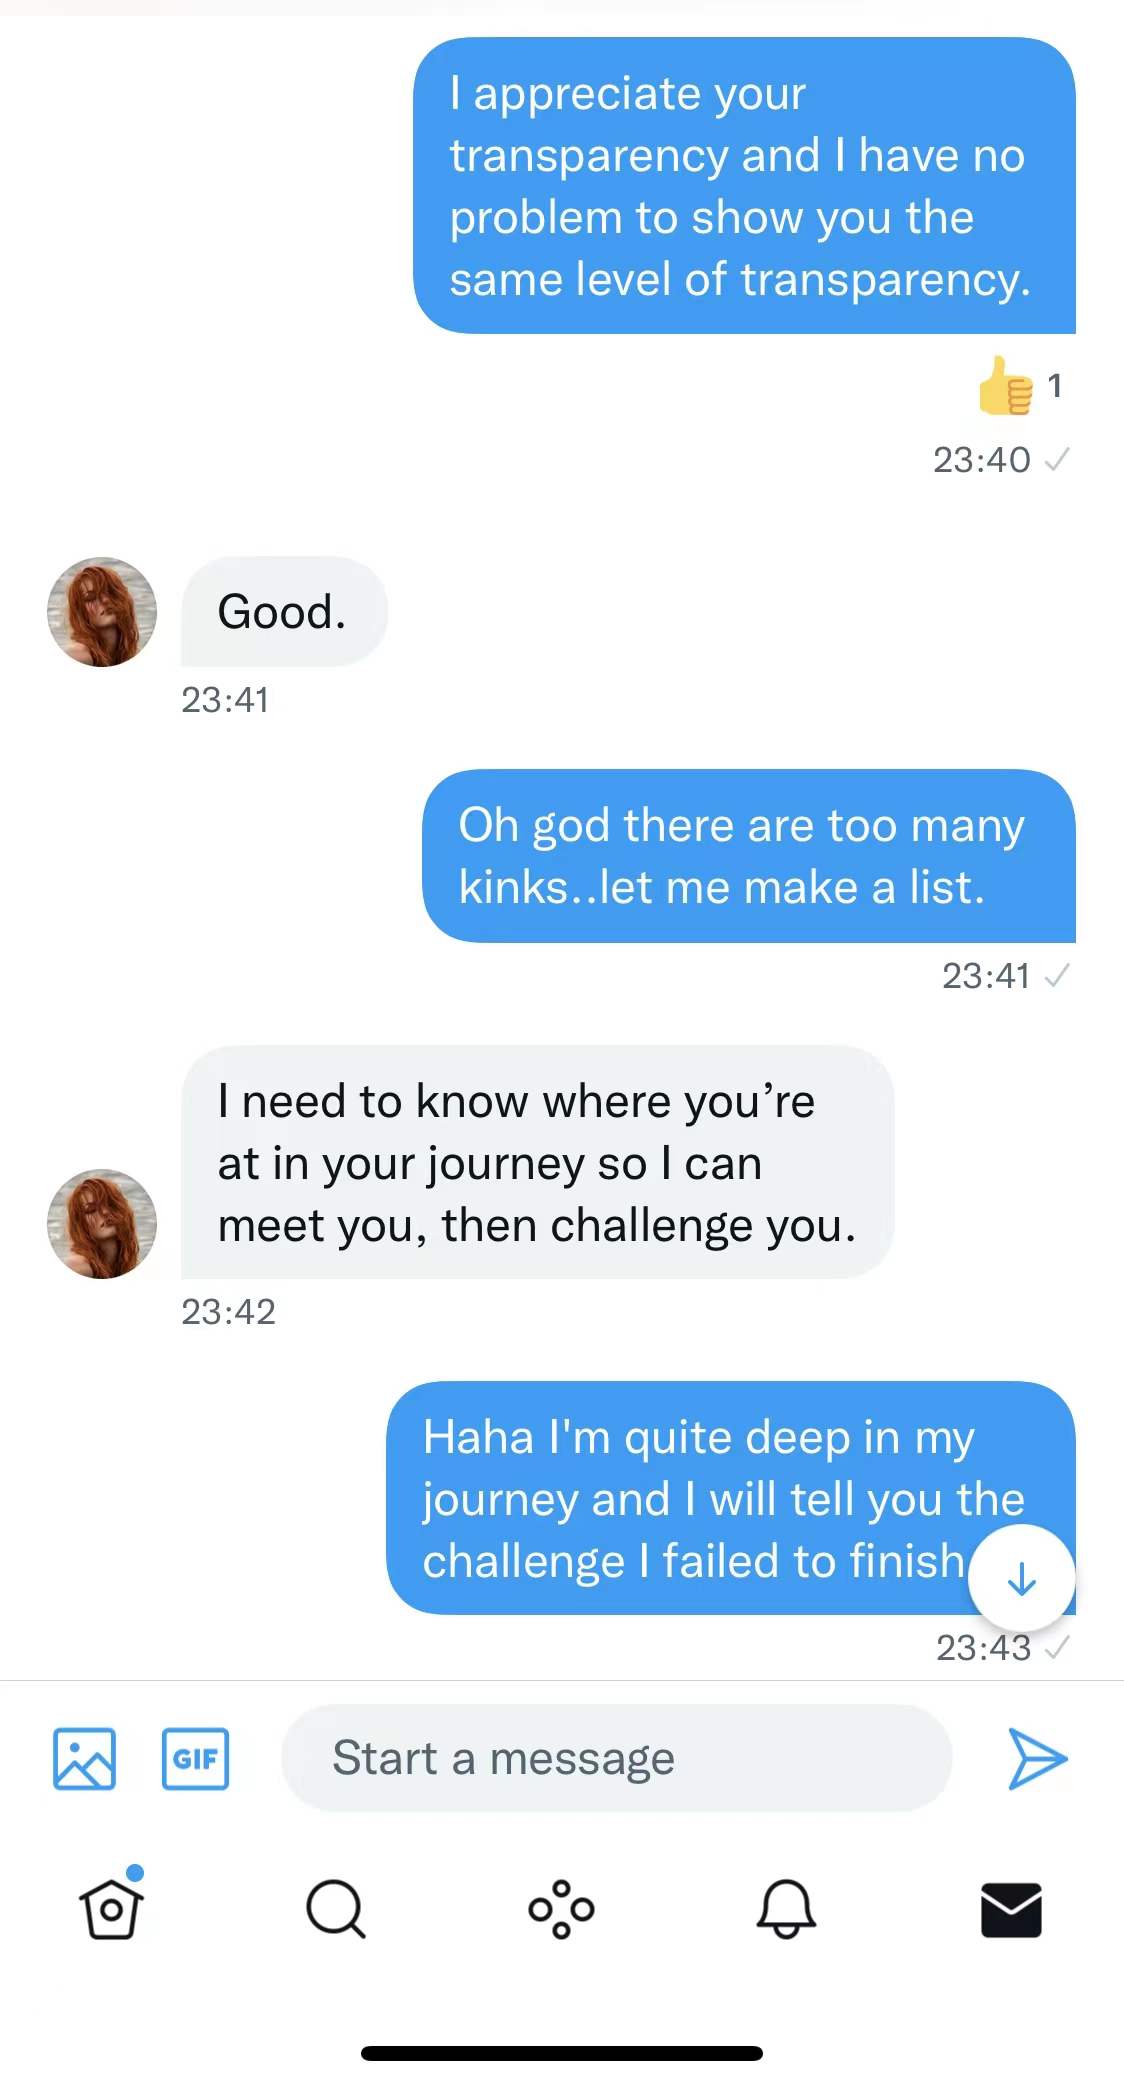 I appreciate your
transparency and I have no
problem to show you the
same level of transparency.
1
23:40
Good.
23:41
Oh god there are too many
kinks..let me make a list.
23:41
I need to know where you’re
at in your journey so I can
meet you, then challenge you.
23:42
Haha I'm quite deep in my
journey and I will tell you the
challenge I failed to finish
23:43
GIF
Start a message